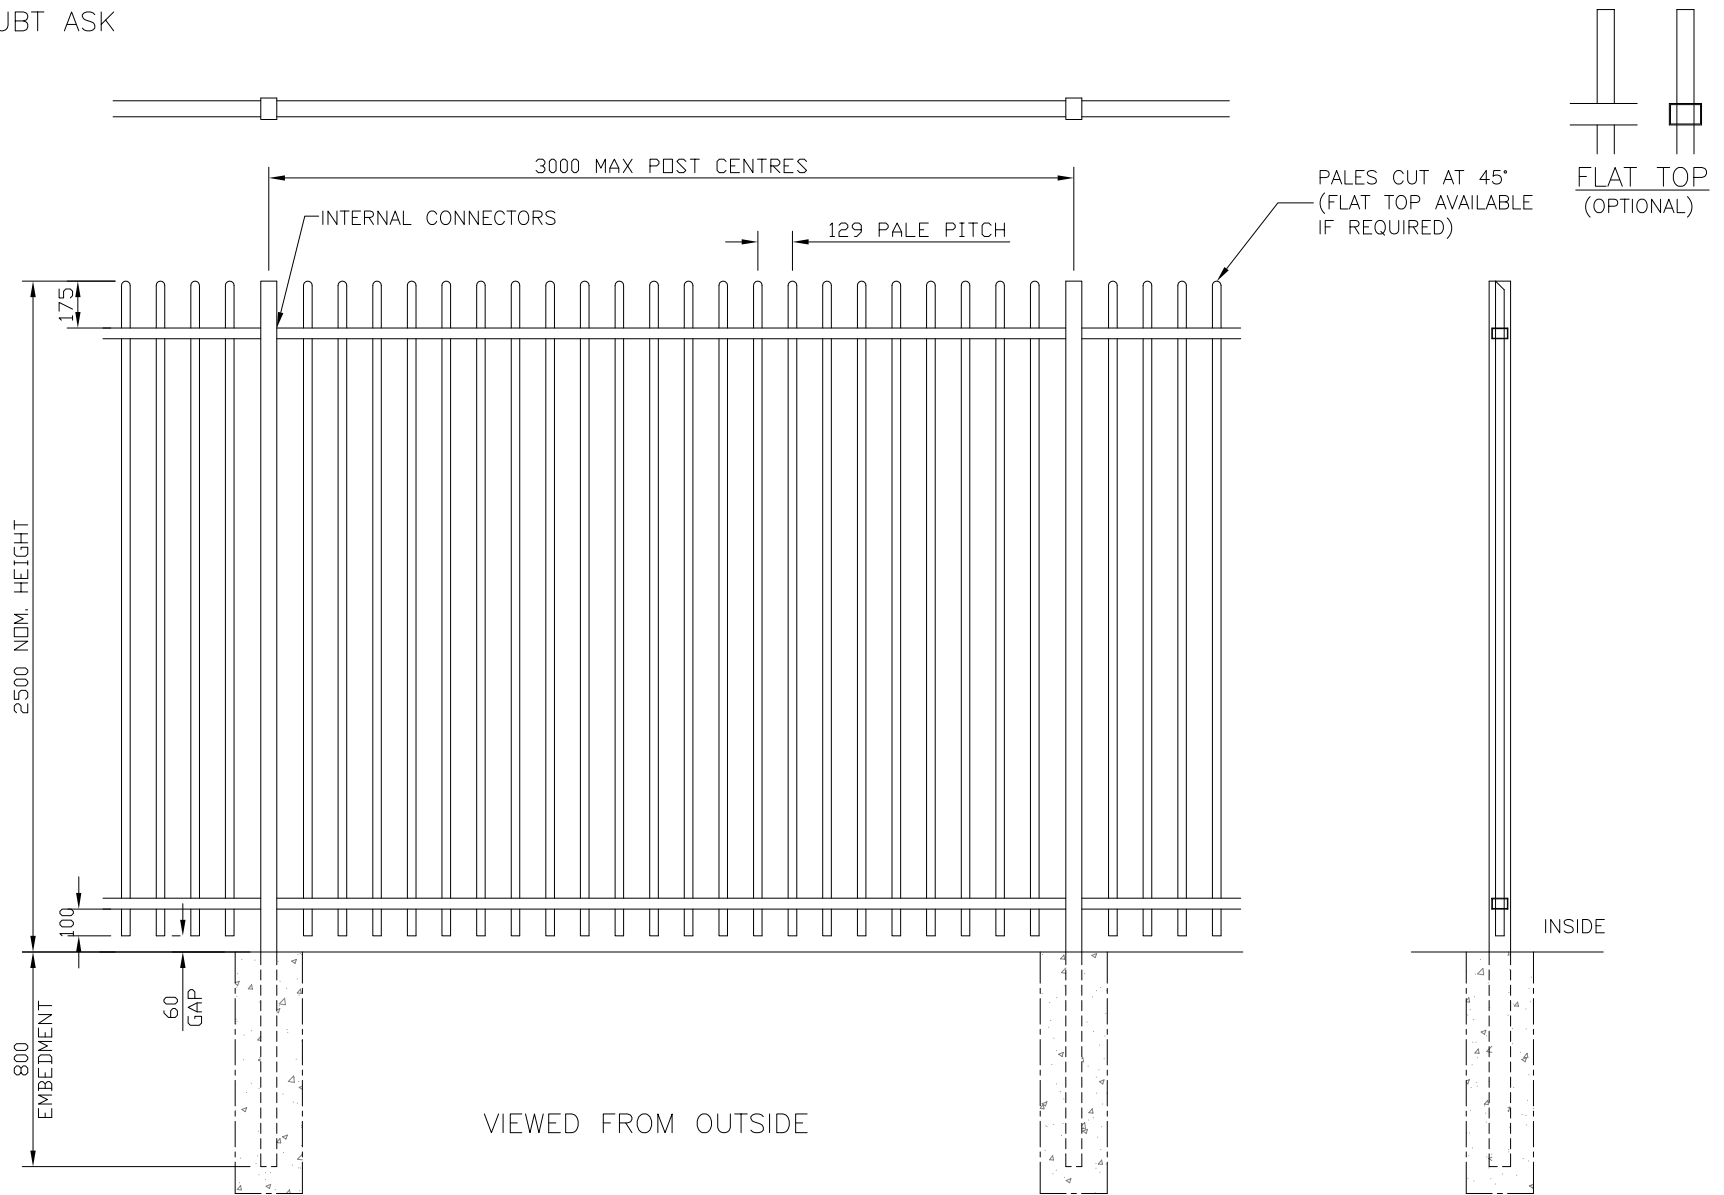 UBT ASK
3000 MAX POST CENTRES
INTERNAL CONNECTORS
129 PALE PITCH
PALES CUT AT 45°
(FLAT TOP AVAILABLE
IF REQUIRED)
FLAT TOP
(OPTIONAL)
175
2500 NOM. HEIGHT
100
60
GAP
800
EMBEDMENT
INSIDE
VIEWED FROM OUTSIDE